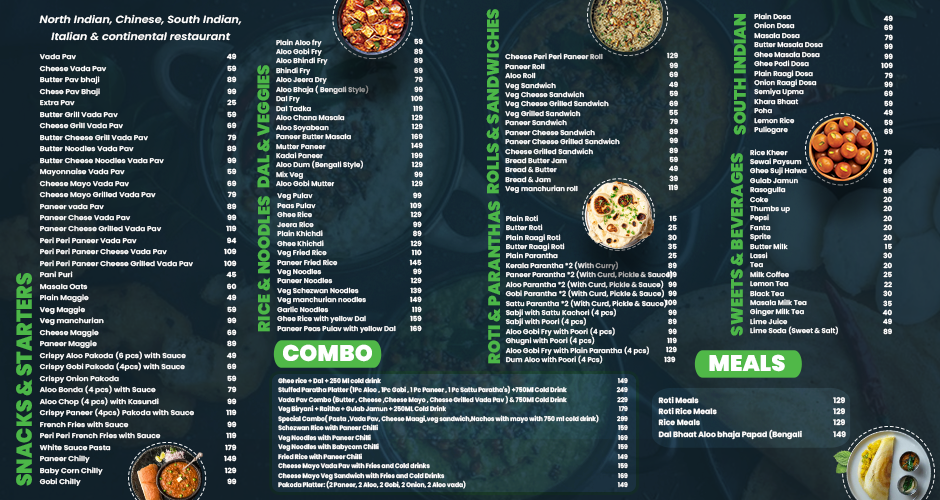 North Indian, Chinese, South Indian,
Italian & continental restaurant
SNACKS & STARTERS
Vada Pav 49
Cheese Vada Pav 59
Butter Pav bhaji 89
Chese Pav Bhaji 99
Extra Pav 25
Butter Grill Vada Pav 59
Cheese Grill Vada Pav 69
Butter Cheese Grill Vada Pav 79
Butter Noodles Vada Pav 89
Butter Cheese Noodles Vada Pav 99
Mayonnaise Vada Pav 59
Cheese Mayo Vada Pav 69
Cheese Mayo Grilled Vada Pav 79
Paneer vada Pav 89
Paneer Chese Vada Pav 99
Paneer Cheese Grilled Vada Pav 119
Peri Peri Paneer Vada Pav 94
Peri Peri Paneer Cheese Vada Pav 109
Peri Peri Paneer Cheese Grilled Vada Pav 109
Pani Puri 45
Masala Oats 60
Plain Maggie 49
Veg Maggie 59
Veg manchurian 99
Cheese Maggie 69
Paneer Maggie 89
Crispy Aloo Pakoda (6 pcs) with Sauce 49
Crispy Gobi Pakoda (4pcs) with Sauce 69
Crispy Onion Pakoda 59
Aloo Bonda (4 pcs) with Sauce 79
Aloo Chop (4 pcs) with Kasundi 99
Crispy Paneer (4pcs) Pakoda with Sauce 119
French Fries with Sauce 99
Peri Peri French Fries with Sauce 119
White Sauce Pasta 179
Paneer Chilly 149
Baby Corn Chilly 129
Gobi Chilly 99
DAL & VEGGIES
Plain Aloo fry 59
Aloo Gobi Fry 89
Aloo Bhindi Fry 89
Bhindi Fry 69
Aloo Jeera Dry 79
Aloo Bhaja ( Bengali Style) 99
Dal Fry 109
Dal Tadka 119
Aloo Chana Masala 129
Aloo Soyabean 129
Paneer Butter Masala 169
Mutter Paneer 149
Kadai Paneer 199
Aloo Dum (Bengali Style) 129
Mix Veg 99
Aloo Gobi Mutter 129
RICE & NOODLES
Veg Pulav 99
Peas Pulav 109
Ghee Rice 129
Jeera Rice 99
Plain Khichdi 89
Ghee Khichdi 129
Veg Fried Rice 110
Paneer Fried Rice 145
Veg Noodles 99
Paneer Noodles 129
Veg Schezwan Noodles 139
Veg manchurian noodles 149
Garlic Noodles 119
Ghee Rice with yellow Dal 159
Paneer Peas Pulav with yellow Dal 169
ROLLS & SANDWICHES
Cheese Peri Peri Paneer Roll 129
Paneer Roll 99
Aloo Roll 69
Veg Sandwich 49
Veg Cheese Sandwich 59
Veg Cheese Grilled Sandwich 69
Veg Grilled Sandwich 55
Paneer Sandwich 79
Paneer Cheese Sandwich 89
Paneer Cheese Grilled Sandwich 99
Cheese Grilled Sandwich 89
Bread Butter Jam 59
Bread & Butter 49
Bread & Jam 39
Veg manchurian roll 119
ROTI & PARANTHAS
Plain Roti 15
Butter Roti 25
Plain Raagi Roti 30
Butter Raagi Roti 35
Plain Parantha 25
Kerala Parantha *2 (With Curry) 89
Paneer Parantha *2 (With Curd, Pickle & Sauce)
Aloo Parantha *2 (With Curd, Pickle & Sauce) 99
Gobi Parantha *2 (With Curd, Pickle & Sauce) 99
Sattu Parantha *2 (With Curd, Pickle & Sauce)109
Sabji with Sattu Kachori (4 pcs) 99
Sabji with Poori (4 pcs) 89
Aloo Gobi Fry with Poori (4 pcs) 99
Ghugni with Poori (4 pcs) 119
Aloo Gobi Fry with Plain Parantha (4 pcs) 129
Dum Aloo with Poori (4 Pcs) 139
SOUTH INDIAN
Plain Dosa 49
Onion Dosa 69
Masala Dosa 79
Butter Masala Dosa 99
Ghee Masala Dosa 99
Ghee Podi Dosa 109
Plain Raagi Dosa 79
Onion Raagi Dosa 99
Semiya Upma 69
Khara Bhaat 69
Poha 49
Lemon Rice 59
Puliogare 69
SWEETS & BEVERAGES
Rice Kheer 79
Sewai Paysum 79
Ghee Suji Halwa 69
Gulab Jamun 69
Rasogulla 69
Coke 20
Thumbs up 20
Pepsi 20
Fanta 20
Sprite 20
Butter Milk 15
Lassi 30
Tea 20
Milk Coffee 25
Lemon Tea 22
Black Tea 30
Masala Milk Tea 35
Ginger Milk Tea 40
Lime Juice 49
Lime Soda (Sweet & Salt) 89
COMBO
Ghee rice + Dal + 250 Ml cold drink 149
Stuffed Paratha Platter (1Pc Aloo , 1Pc Gobi , 1 Pc Paneer , 1 Pc Sattu Paratha's) +750Ml Cold Drink 249
Vada Pav Combo (Butter , Cheese ,Cheese Mayo , Chesse Grilled Vada Pav ) & 750ML Cold Drink 229
Veg Biryani + Raitha + Gulab Jamun + 250ML Cold Drink 179
Special Combo( Pasta ,Vada Pav, Cheese Maagi,veg sandwich,Nachos with mayo with 750 ml cold drink) 299
Schezwan Rice with Paneer Chilli 159
Veg Noodles with Paneer Chilli 169
Veg Noodles with Babycorn Chilli 159
Fried Rice with Paneer Chilli 149
Cheese Mayo Vada Pav with Fries and Cold drinks 159
Cheese Mayo Veg Sandwich with Fries and Cold Drinks 159
Pakoda Platter: (2 Paneer, 2 Aloo, 2 Gobi, 2 Onion, 2 Aloo vada) 149
MEALS
Roti Meals 129
Roti Rice Meals 129
Rice Meals 129
Dal Bhaat Aloo bhaja Papad (Bengali 149